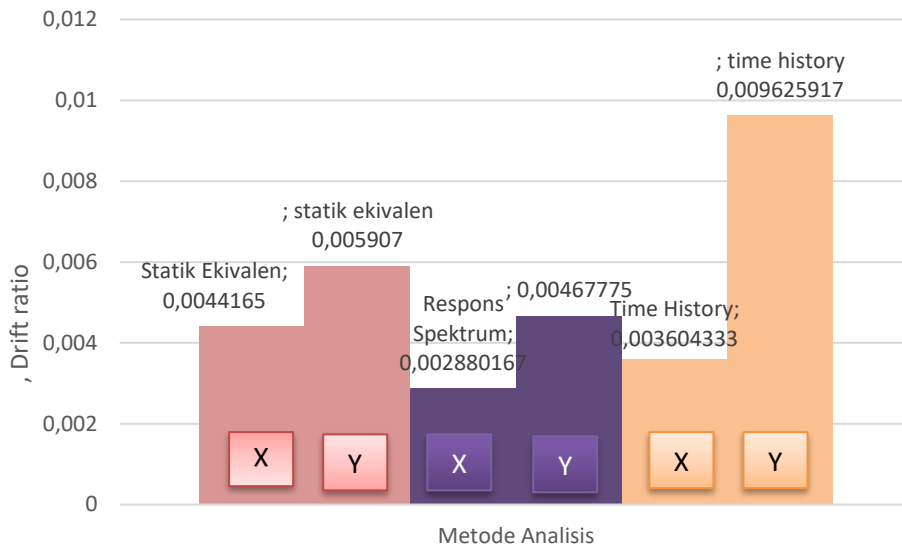 0,012
0,01
0,008
0,006
0,004
0,002
0
, Drift ratio
Statik Ekivalen;
0,0044165
; statik ekivalen
0,005907
Respons
Spektrum;
0,002880167
; 0,00467775
Time History;
0,003604333
; time history
0,009625917
X
Y
X
Y
X
Y
Metode Analisis